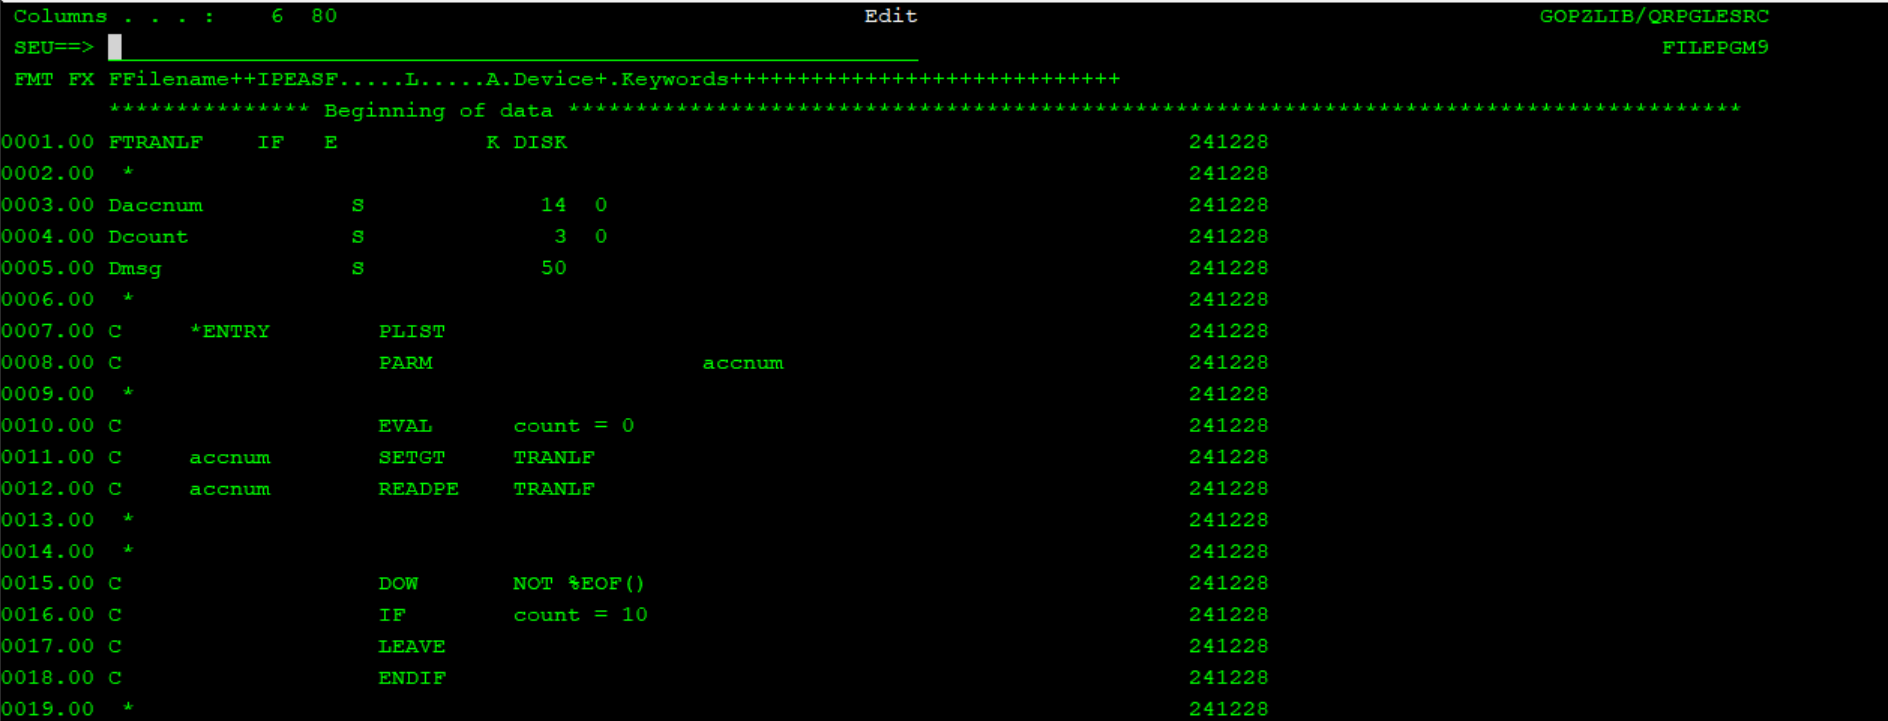 Columns . . . :    6  80                                        Edit                                              GOPZLIB/QRPGLESRC
SEU==>                                                                                                                     FILEPGM9
FMT FX FFilename++IPEASF.....L.....A.Device+.Keywords+++++++++++++++++++++++++++++
************** Beginning of data ***************************************************************************************
0001.00 FTRANLF    IF   E           K DISK                                              241228
0002.00  *                                                                              241228
0003.00 Daccnum           S             14  0                                           241228
0004.00 Dcount            S              3  0                                           241228
0005.00 Dmsg              S             50                                              241228
0006.00  *                                                                              241228
0007.00 C     *ENTRY        PLIST                                                       241228
0008.00 C                   PARM                    accnum                              241228
0009.00  *                                                                              241228
0010.00 C                   EVAL      count = 0                                         241228
0011.00 C     accnum        SETGT     TRANLF                                            241228
0012.00 C     accnum        READPE    TRANLF                                            241228
0013.00  *                                                                              241228
0014.00  *                                                                              241228
0015.00 C                   DOW       NOT %EOF()                                        241228
0016.00 C                   IF        count = 10                                        241228
0017.00 C                   LEAVE                                                       241228
0018.00 C                   ENDIF                                                       241228
0019.00  *                                                                              241228